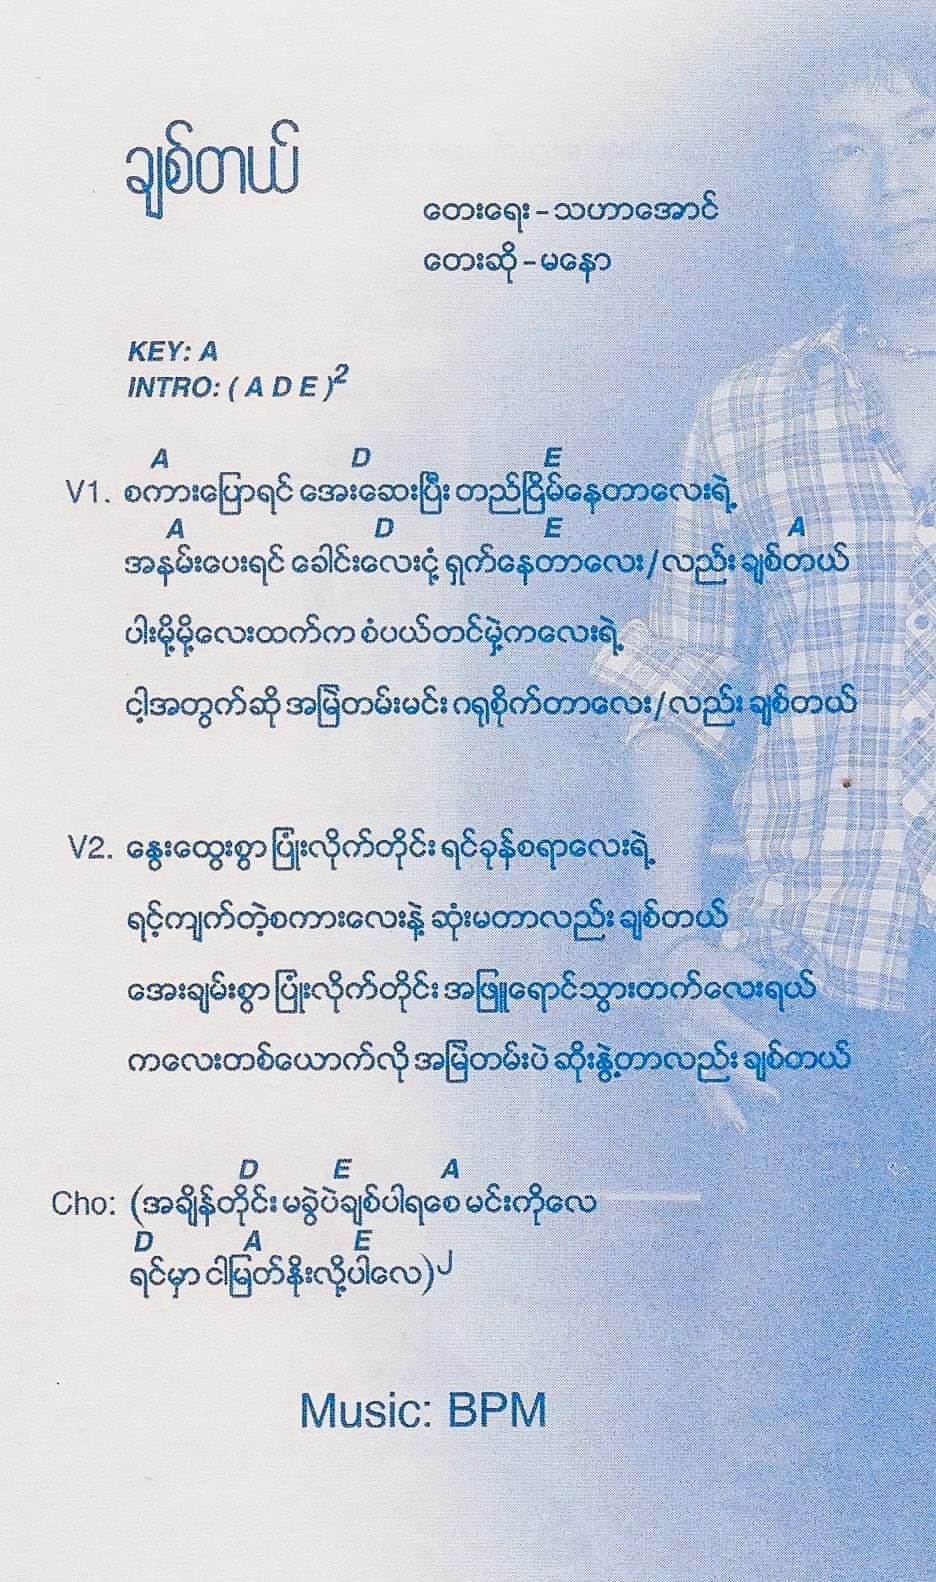 ချစ်တယ်
တေးရေး – သဟာအောင်
တေးဆို – မနော
KEY: A
INTRO: ( A D E )²
A D E
V1. စကားပြောရင် အေးဆေးပြီး တည်ငြိမ်နေတာလေးရဲ့
A D E A
အနမ်းပေးရင် ခေါင်းလေးငုံ့ ရှက်နေတာလေး/လည်း ချစ်တယ်
ပါးမို့မို့လေးထက်က စံပယ်တင်မှဲ့ကလေးရဲ့
ငါ့အတွက်ဆို အမြဲတမ်းမင်း ဂရုစိုက်တာလေး/လည်း ချစ်တယ်
V2. နွေးထွေးစွာ ပြုံးလိုက်တိုင်း ရင်ခုန်စရာလေးရဲ့
ရင့်ကျက်တဲ့စကားလေးနဲ့ ဆုံးမတာလည်း ချစ်တယ်
အေးချမ်းစွာ ပြုံးလိုက်တိုင်း အဖြူရောင်သွားတက်လေးရယ်
ကလေးတစ်ယောက်လို အမြဲတမ်းပဲ ဆိုးနွဲ့တာလည်း ချစ်တယ်
D E A
Cho: (အချိန်တိုင်း မခွဲပဲချစ်ပါရစေ မင်းကိုလေ
D A E
ရင်မှာ ငါမြတ်နိုးလို့ပါလေ)၂
Music: BPM